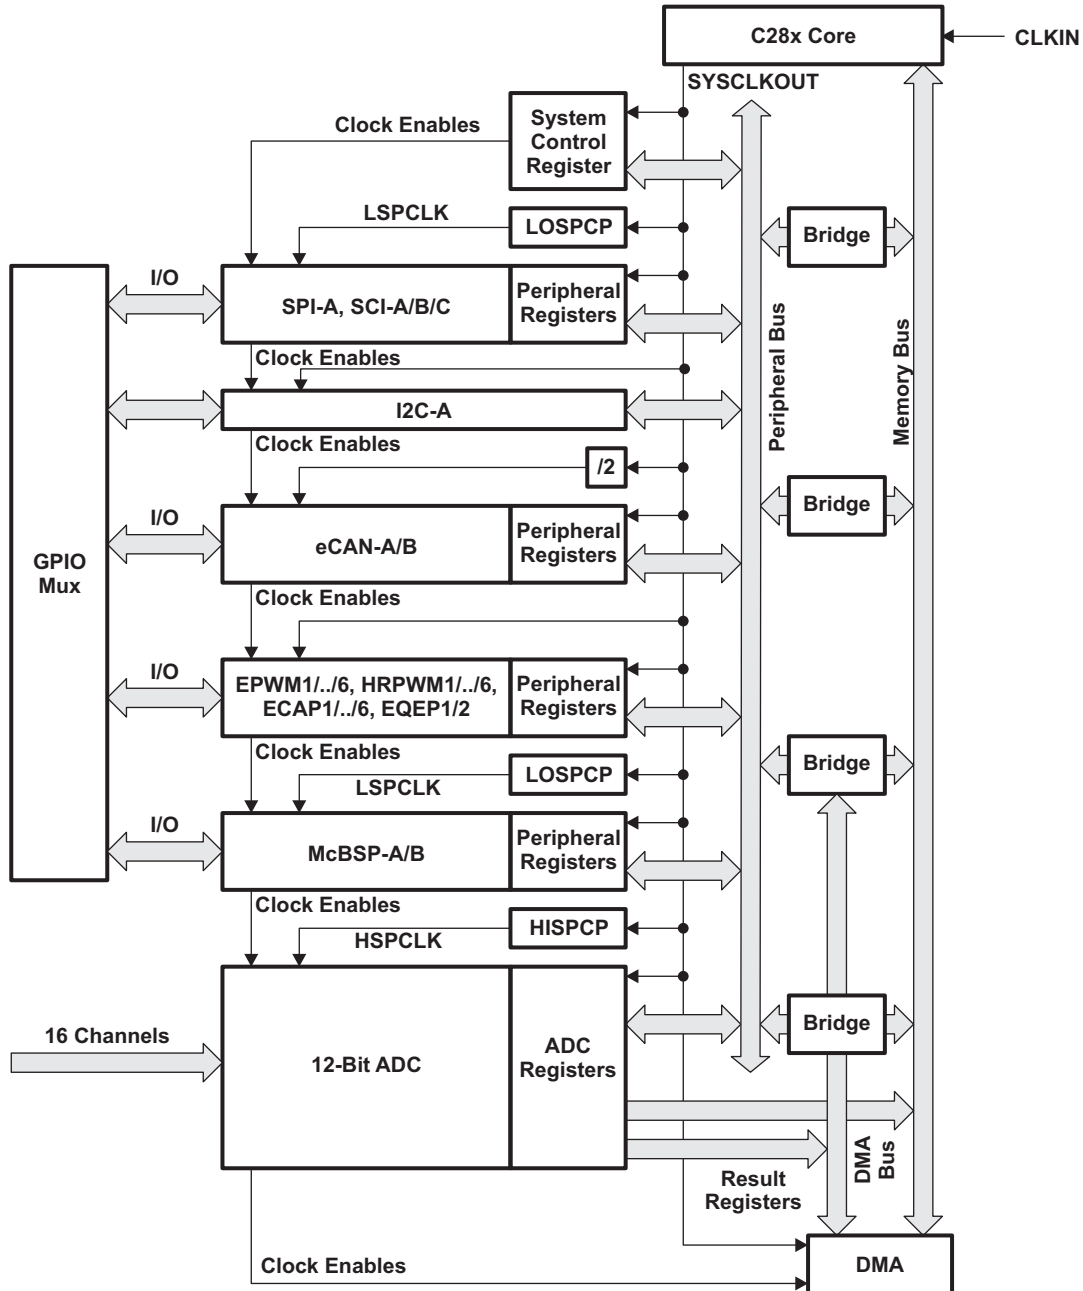 C28x Core
CLKIN
SYSCLKOUT
System
Control
Register
Clock Enables
LSPCLK
LOSPCP
Bridge
I/O
SPI-A, SCI-A/B/C
Peripheral
Registers
Peripheral Bus
Memory Bus
Clock Enables
I2C-A
Clock Enables
/2
Bridge
I/O
eCAN-A/B
Peripheral
Registers
GPIO
Mux
Clock Enables
I/O
EPWM1/../6, HRPWM1/../6,
ECAP1/../6, EQEP1/2
Peripheral
Registers
Clock Enables
LSPCLK
LOSPCP
Bridge
I/O
McBSP-A/B
Peripheral
Registers
Clock Enables
HSPCLK
HISPCP
16 Channels
12-Bit ADC
ADC
Registers
Bridge
DMA
Bus
Result
Registers
Clock Enables
DMA